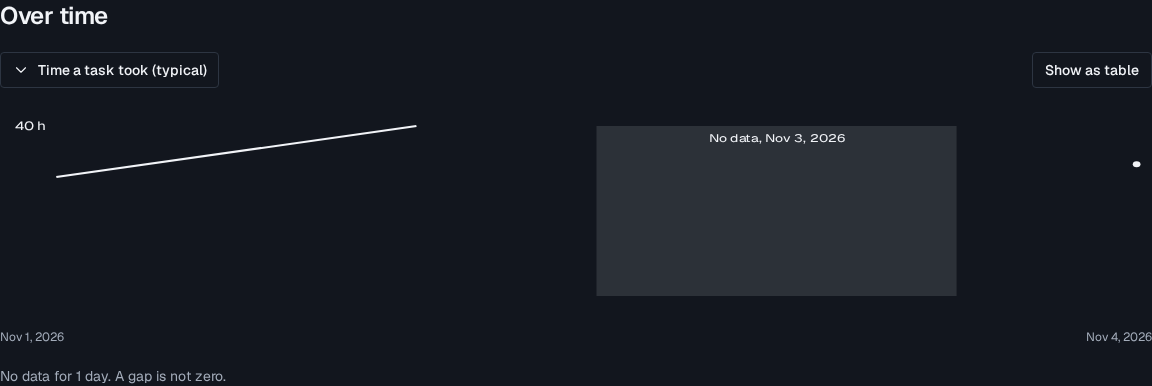 Over time
Time a task took (typical)
Show as table
40 h
No data, Nov 3, 2026
Nov 1, 2026
Nov 4, 2026
No data for 1 day. A gap is not zero.